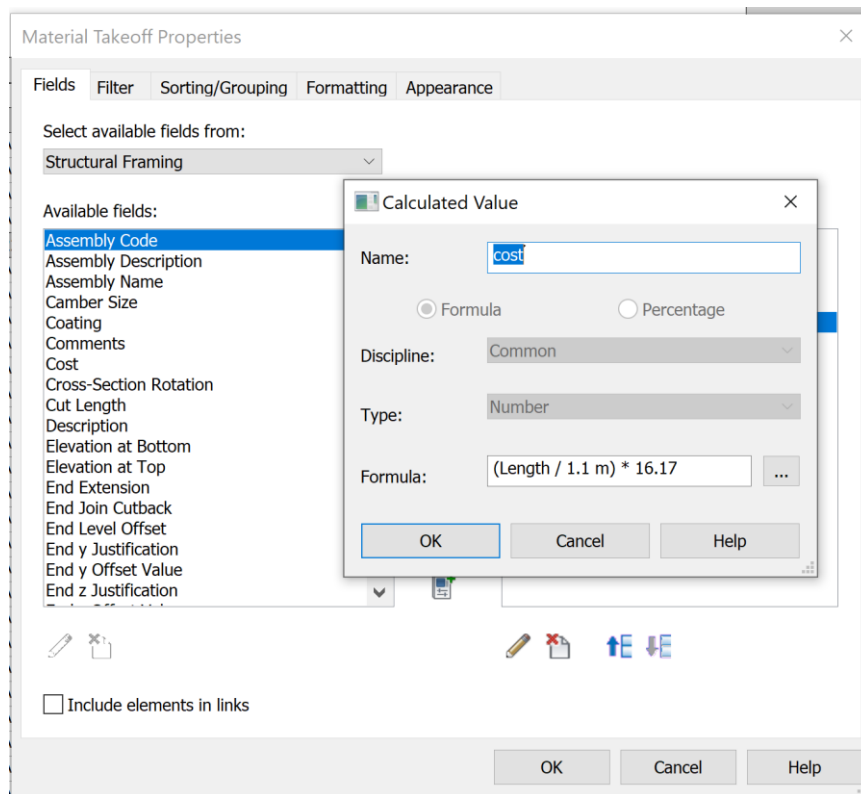 Material Takeoff Properties
Fields Filter Sorting/Grouping Formatting Appearance
Select available fields from:
Structural Framing
Available fields:
Assembly Code
Assembly Description
Assembly Name
Camber Size
Coating
Comments
Cost
Cross-Section Rotation
Cut Length
Description
Elevation at Bottom
Elevation at Top
End Extension
End Join Cutback
End Level Offset
End y Justification
End y Offset Value
End z Justification
Calculated Value
Name: cost
Formula Percentage
Discipline: Common
Type: Number
Formula: (Length / 1.1 m) * 16.17 ...
OK Cancel Help
Include elements in links
OK Cancel Help